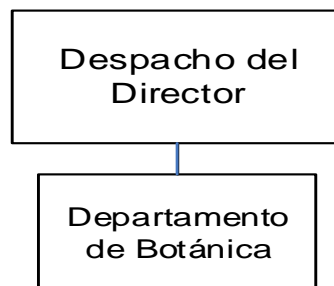 Despacho del
Director
Departamento
de Botánica